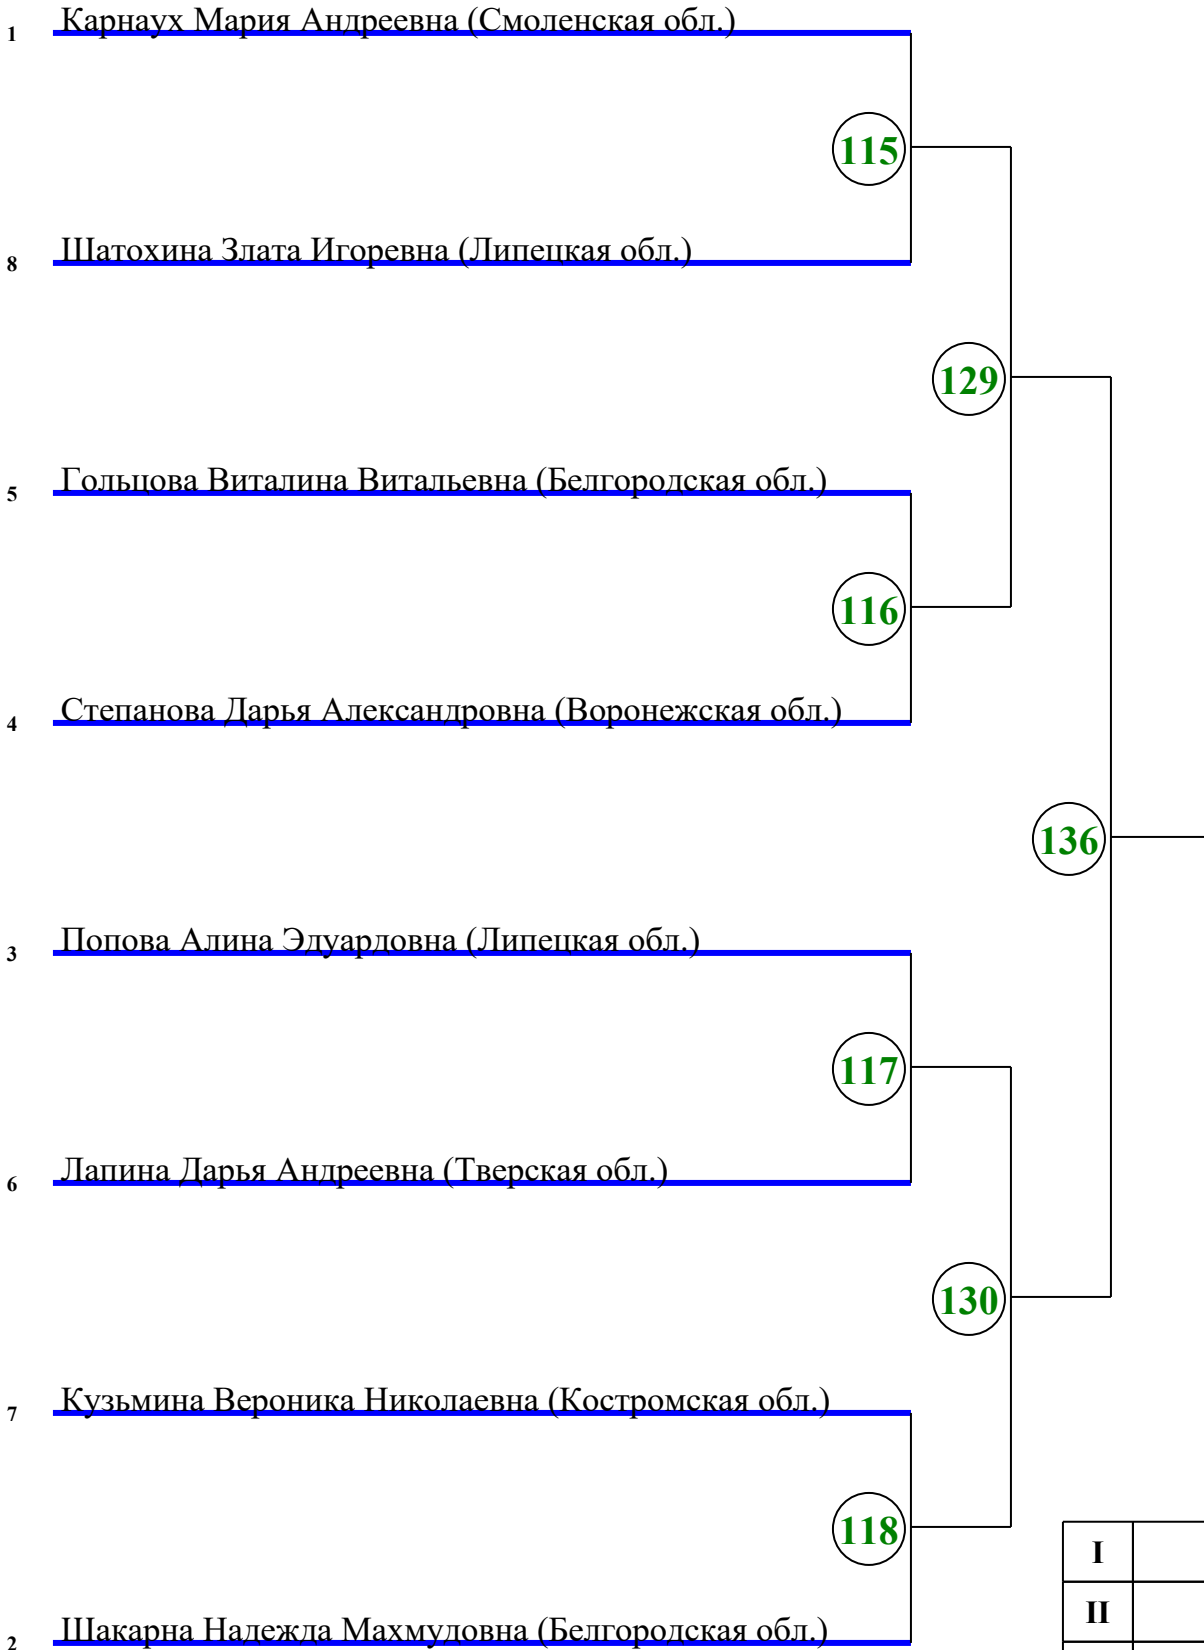 1 Карнаух Мария Андреевна (Смоленская обл.)
115
8 Шатохина Злата Игоревна (Липецкая обл.)
129
5 Гольцова Виталина Витальевна (Белгородская обл.)
116
4 Степанова Дарья Александровна (Воронежская обл.)
136
3 Попова Алина Эдуардовна (Липецкая обл.)
117
6 Лапина Дарья Андреевна (Тверская обл.)
130
7 Кузьмина Вероника Николаевна (Костромская обл.)
118
I
II
2 Шакарна Надежда Махмудовна (Белгородская обл.)